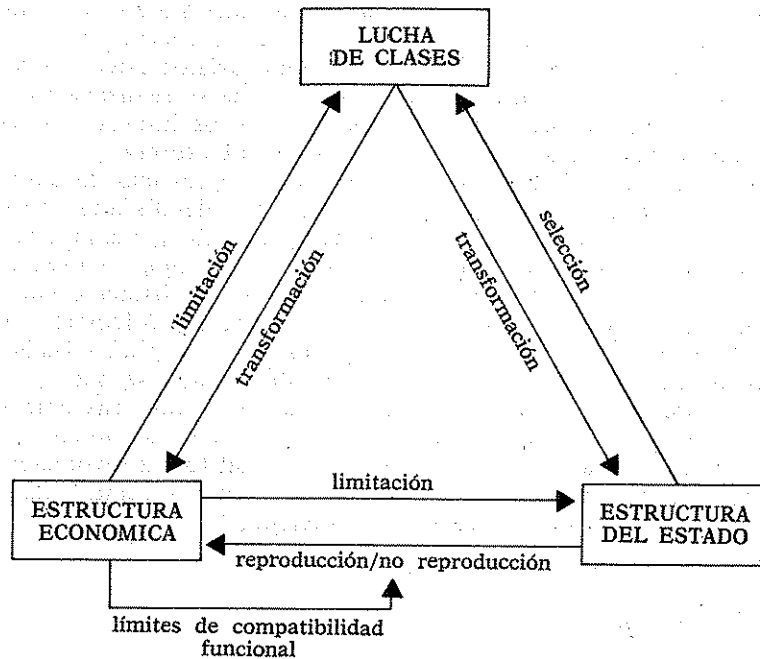 LUCHA
DE CLASES
limitación
transformación
transformación
selección
ESTRUCTURA
ECONOMICA
limitación
ESTRUCTURA
DEL ESTADO
reproducción/no reproducción
límites de compatibilidad
funcional